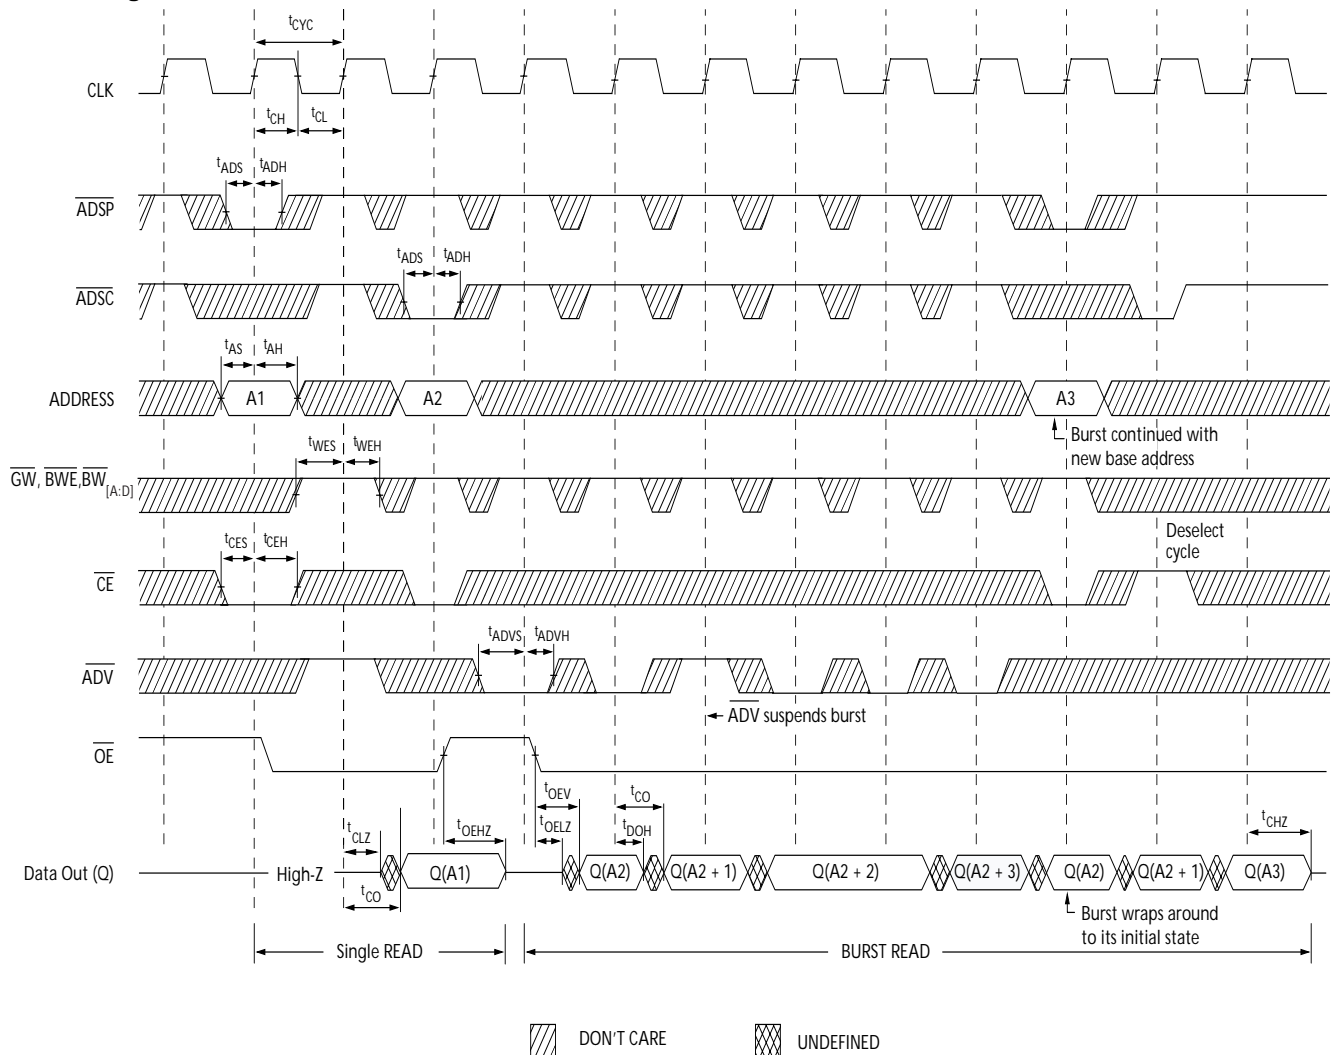 tCYC
CLK
tCH tCL
tADS tADH
ADSP
tADS tADH
ADSC
tAS tAH
ADDRESS A1 A2 A3
Burst continued with
new base address
tWES tWEH
GW, BWE,BW[A:D]
Deselect
cycle
tCES tCEH
CE
tADVS tADVH
ADV
ADV suspends burst
OE
tOEV tCO
tCLZ tOEHZ tOELZ tDOH tCHZ
Data Out (Q) High-Z Q(A1) Q(A2) Q(A2 + 1) Q(A2 + 2) Q(A2 + 3) Q(A2) Q(A2 + 1) Q(A3)
tCO
Burst wraps around
to its initial state
Single READ BURST READ
DON'T CARE UNDEFINED